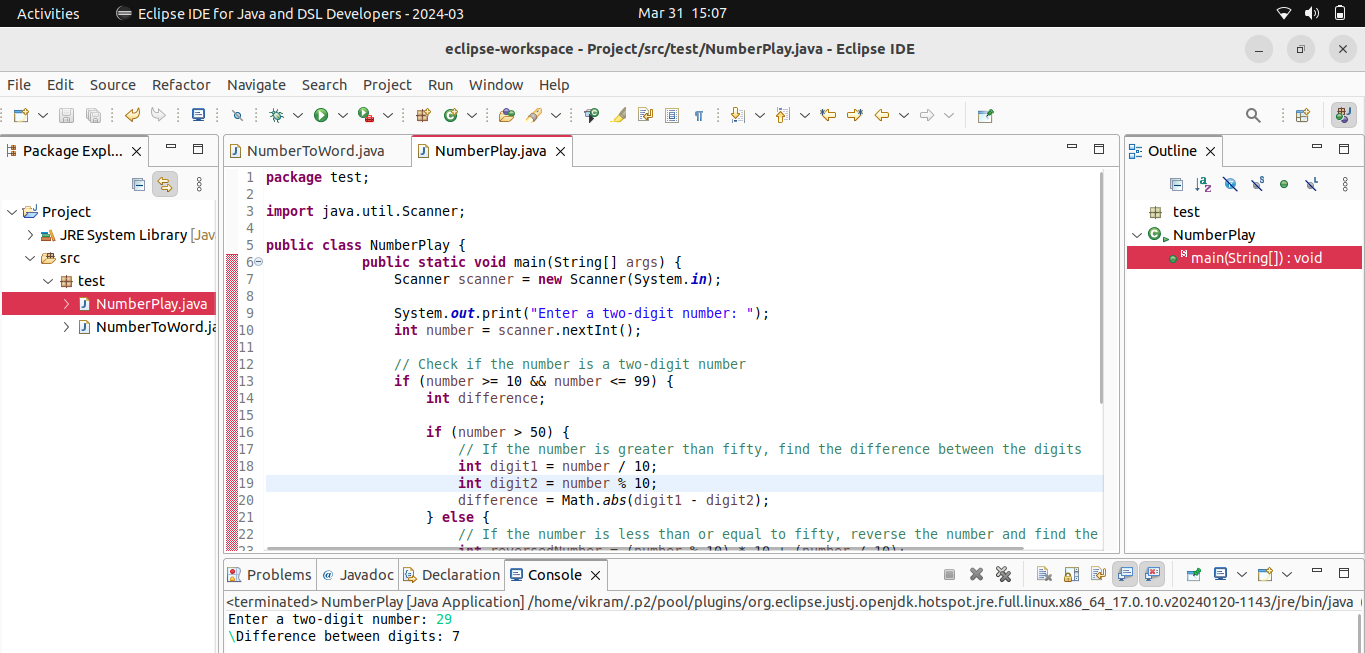 Activities Eclipse IDE for Java and DSL Developers - 2024-03 Mar 31 15:07
eclipse-workspace - Project/src/test/NumberPlay.java - Eclipse IDE
File Edit Source Refactor Navigate Search Project Run Window Help
Package Expl...
Project
JRE System Library [Jav
src
test
NumberPlay.java
NumberToWord.ja
NumberToWord.java NumberPlay.java
1 package test;
2
3 import java.util.Scanner;
4
5 public class NumberPlay {
6 public static void main(String[] args) {
7 Scanner scanner = new Scanner(System.in);
8
9 System.out.print("Enter a two-digit number: ");
10 int number = scanner.nextInt();
11
12 // Check if the number is a two-digit number
13 if (number >= 10 && number <= 99) {
14 int difference;
15
16 if (number > 50) {
17 // If the number is greater than fifty, find the difference between the digits
18 int digit1 = number / 10;
19 int digit2 = number % 10;
20 difference = Math.abs(digit1 - digit2);
21 } else {
22 // If the number is less than or equal to fifty, reverse the number and find the
23 int reversedNumber = (number % 10) * 10 + (number / 10);
Outline
test
NumberPlay
main(String[]) : void
Problems Javadoc Declaration Console
<terminated> NumberPlay [Java Application] /home/vikram/.p2/pool/plugins/org.eclipse.justj.openjdk.hotspot.jre.full.linux.x86_64_17.0.10.v20240120-1143/jre/bin/java (
Enter a two-digit number: 29
\Difference between digits: 7